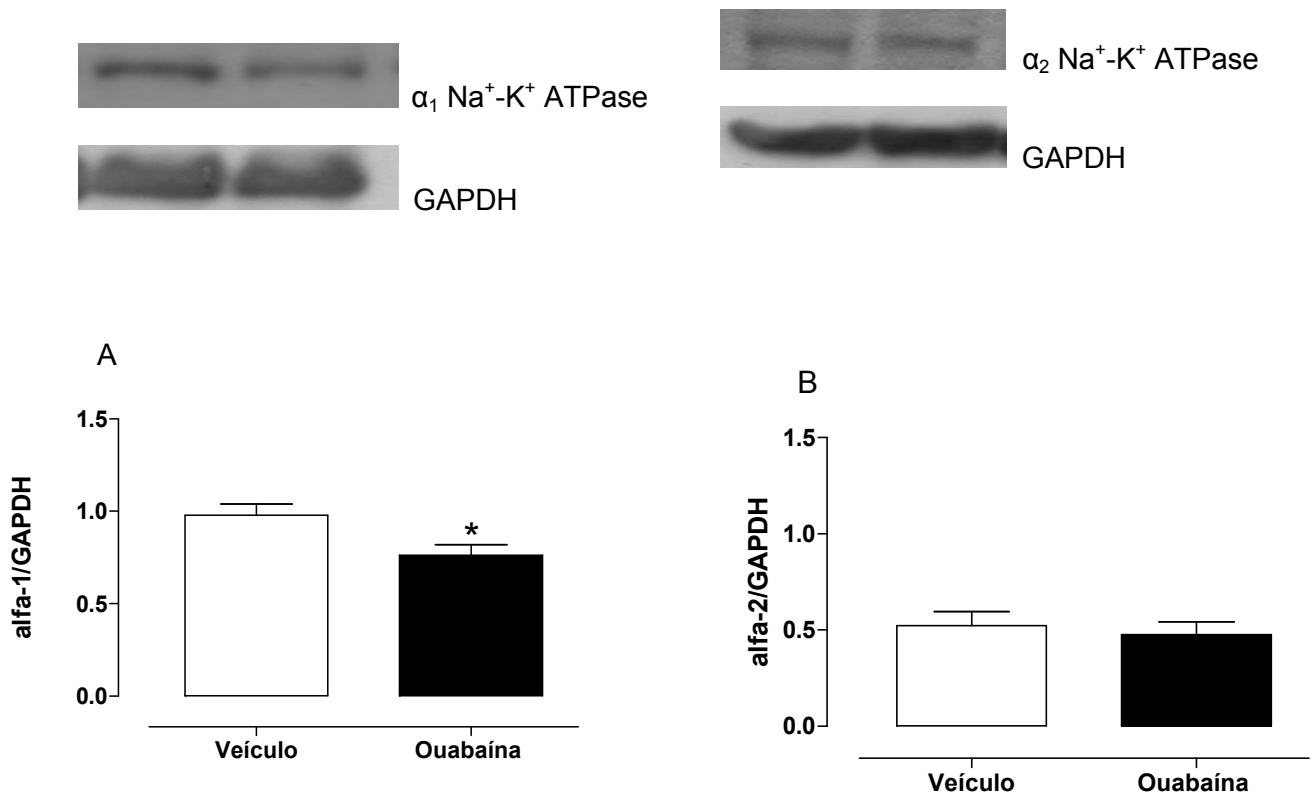 α₁ Na⁺-K⁺ ATPase
GAPDH
α₂ Na⁺-K⁺ ATPase
GAPDH
A
alfa-1/GAPDH
1.5
1.0
0.5
0.0
*
Veículo Ouabaína
B
alfa-2/GAPDH
1.5
1.0
0.5
0.0
Veículo Ouabaína